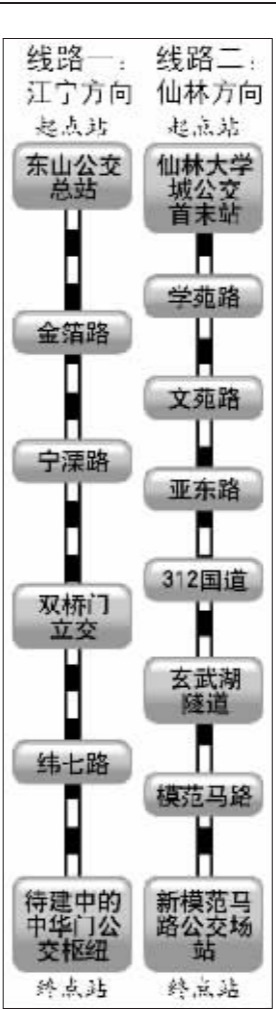 线路一：
江宁方向
起点站
东山公交
总站
金箔路
宁溧路
双桥门
立交
纬七路
待建中的
中华门公
交枢纽
终点站
线路二：
仙林方向
起点站
仙林大学
城公交
首末站
学苑路
文苑路
亚东路
312国道
玄武湖
隧道
模范马路
新模范马
路公交场
站
终点站